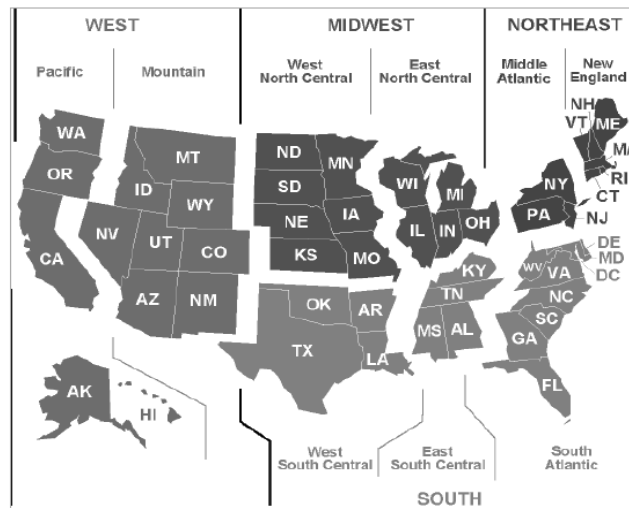 WEST
MIDWEST
NORTHEAST
Pacific
Mountain
West
North Central
East
North Central
Middle
Atlantic
New
England
WA
OR
CA
NV
ID
MT
WY
UT
CO
AZ
NM
AK
HI
ND
SD
NE
KS
MN
IA
MO
WI
IL
MI
IN
OH
NH
VT
ME
MA
RI
CT
NY
PA
NJ
OK
TX
AR
LA
KY
TN
MS
AL
DE
MD
DC
WV
VA
NC
SC
GA
FL
West
South Central
East
South Central
South
Atlantic
SOUTH